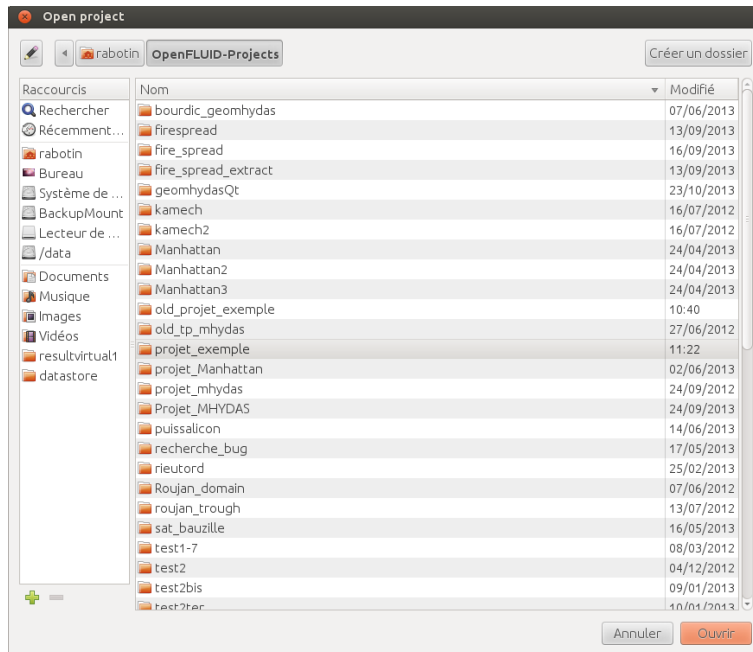 Open project
rabotin OpenFLUID-Projects Créer un dossier
Raccourcis
Rechercher
Récemment...
rabotin
Bureau
Système de ...
BackupMount
Lecteur de ...
/data
Documents
Musique
Images
Vidéos
resultvirtual1
datastore
Nom Modifié
bourdic_geomhydas 07/06/2013
firespread 13/09/2013
fire_spread 16/09/2013
fire_spread_extract 13/09/2013
geomhydasQt 23/10/2013
kamech 16/07/2012
kamech2 16/07/2012
Manhattan 24/04/2013
Manhattan2 24/04/2013
Manhattan3 24/04/2013
old_projet_exemple 10:40
old_tp_mhydas 27/06/2012
projet_exemple 11:22
projet_Manhattan 02/06/2013
projet_mhydas 24/09/2012
Projet_MHYDAS 24/09/2013
puissalicon 14/06/2013
recherche_bug 17/05/2013
rieutord 25/02/2013
Roujan_domain 07/06/2012
roujan_trough 13/07/2012
sat_bauzille 16/05/2013
test1-7 08/03/2012
test2 04/12/2012
test2bis 09/01/2013
test2ter 10/01/2013
Annuler Ouvrir